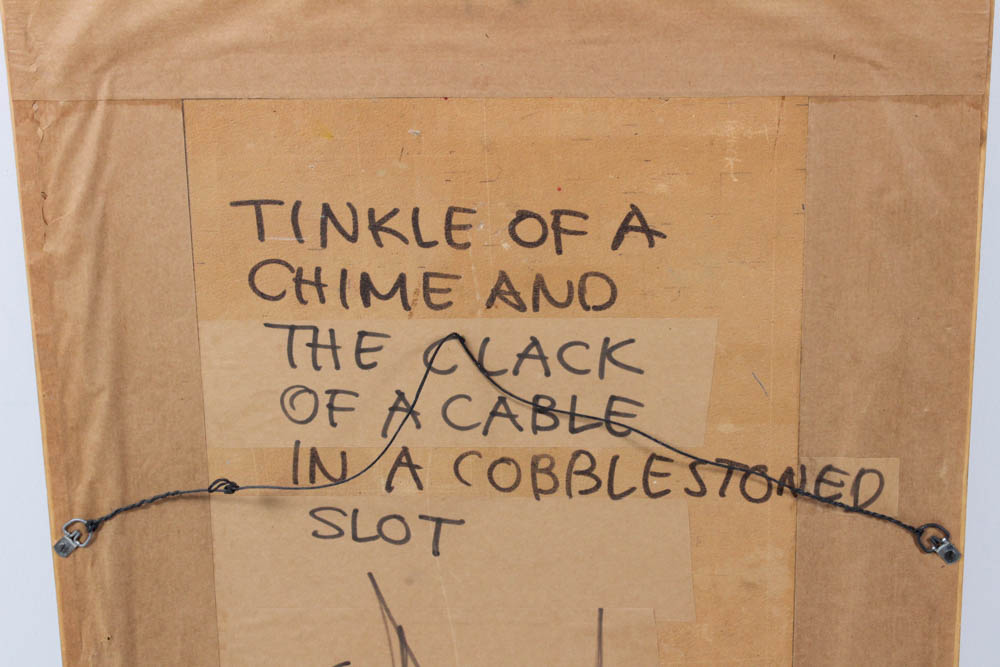 TINKLE OF A
CHIME AND
THE CLACK
OF A CABLE
IN A COBBLESTONED
SLOT